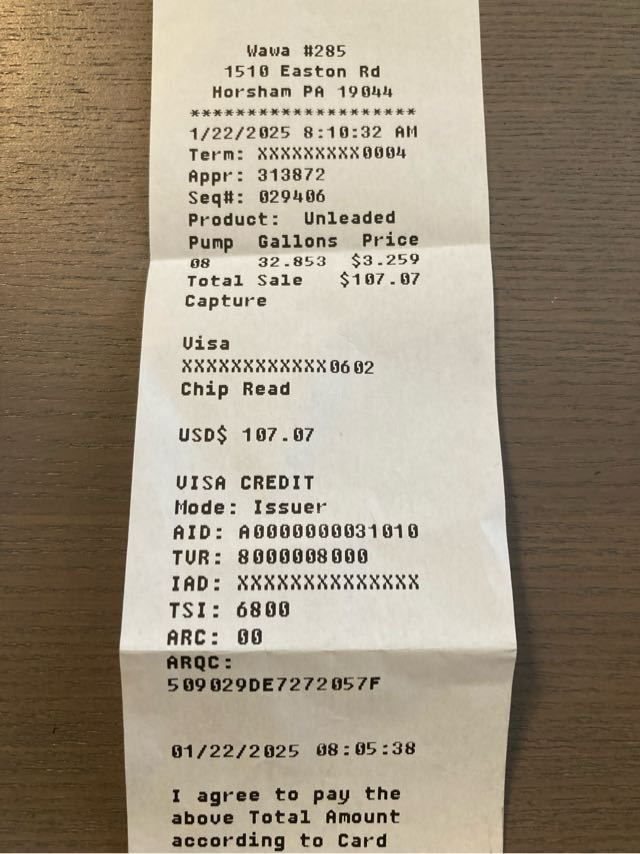 Wawa #285
1510 Easton Rd
Horsham PA 19044
*******************
1/22/2025 8:10:32 AM
Term: XXXXXXXXX0004
Appr: 313872
Seq#: 029406
Product: Unleaded
Pump Gallons Price
08 32.853 $3.259
Total Sale $107.07
Capture
Visa
XXXXXXXXXXXX0602
Chip Read
USD$ 107.07
VISA CREDIT
Mode: Issuer
AID: A0000000031010
TVR: 8000008000
IAD: XXXXXXXXXXXXXX
TSI: 6800
ARC: 00
ARQC:
509029DE7272057F
01/22/2025 08:05:38
I agree to pay the
above Total Amount
according to Card